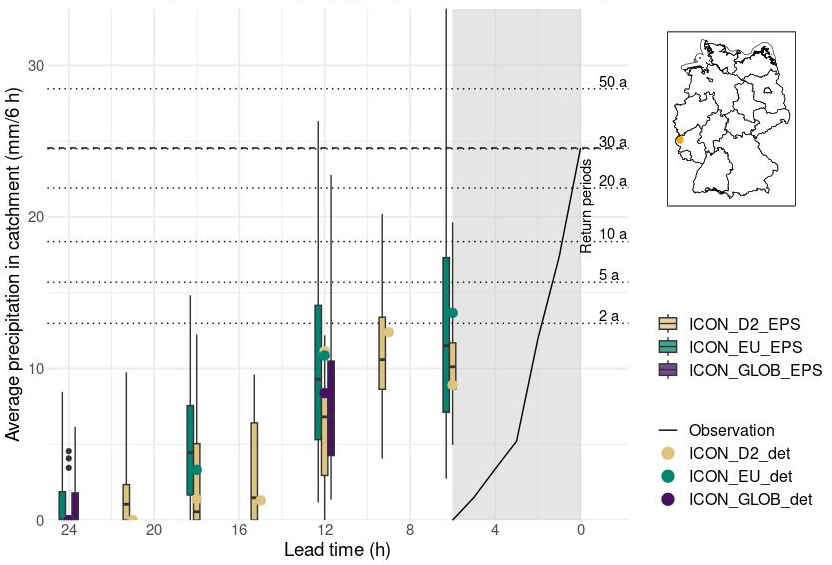 Average precipitation in catchment (mm/6 h)
30
20
10
0
50 a
30 a
20 a
10 a
5 a
2 a
Return periods
24
20
16
12
8
4
0
Lead time (h)
ICON_D2_EPS
ICON_EU_EPS
ICON_GLOB_EPS
Observation
ICON_D2_det
ICON_EU_det
ICON_GLOB_det